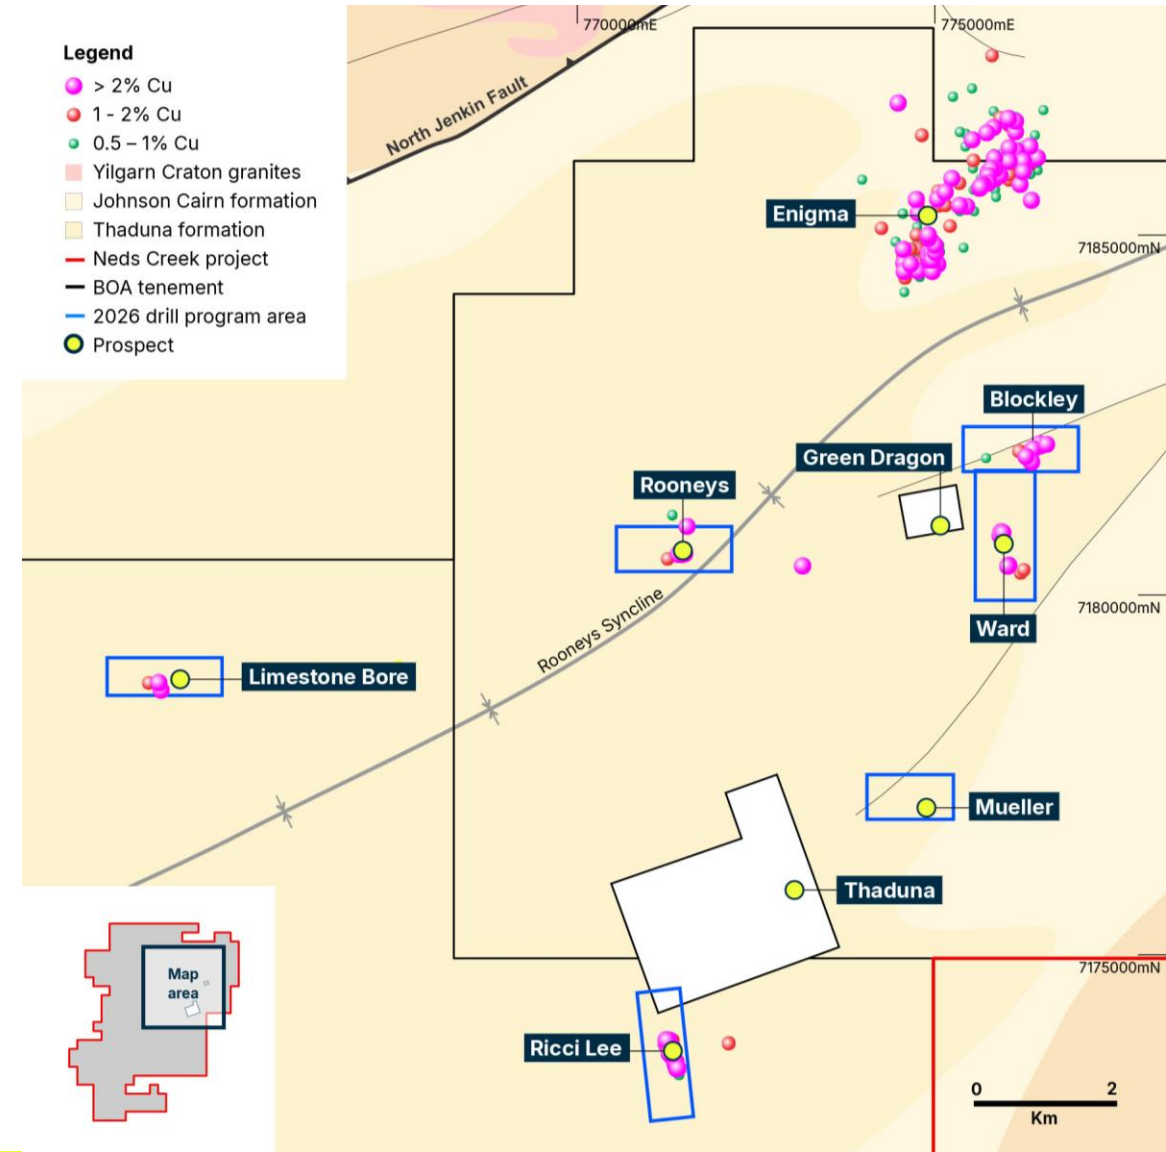 Legend
> 2% Cu
1 - 2% Cu
0.5 – 1% Cu
Yilgarn Craton granites
Johnson Cairn formation
Thaduna formation
Neds Creek project
BOA tenement
2026 drill program area
Prospect
770000mE
775000mE
North Jenkin Fault
Enigma
7185000mN
Blockley
Green Dragon
Rooneys
7180000mN
Rooneys Syncline
Ward
Limestone Bore
Mueller
Thaduna
7175000mN
Map
area
Ricci Lee
0 2
Km